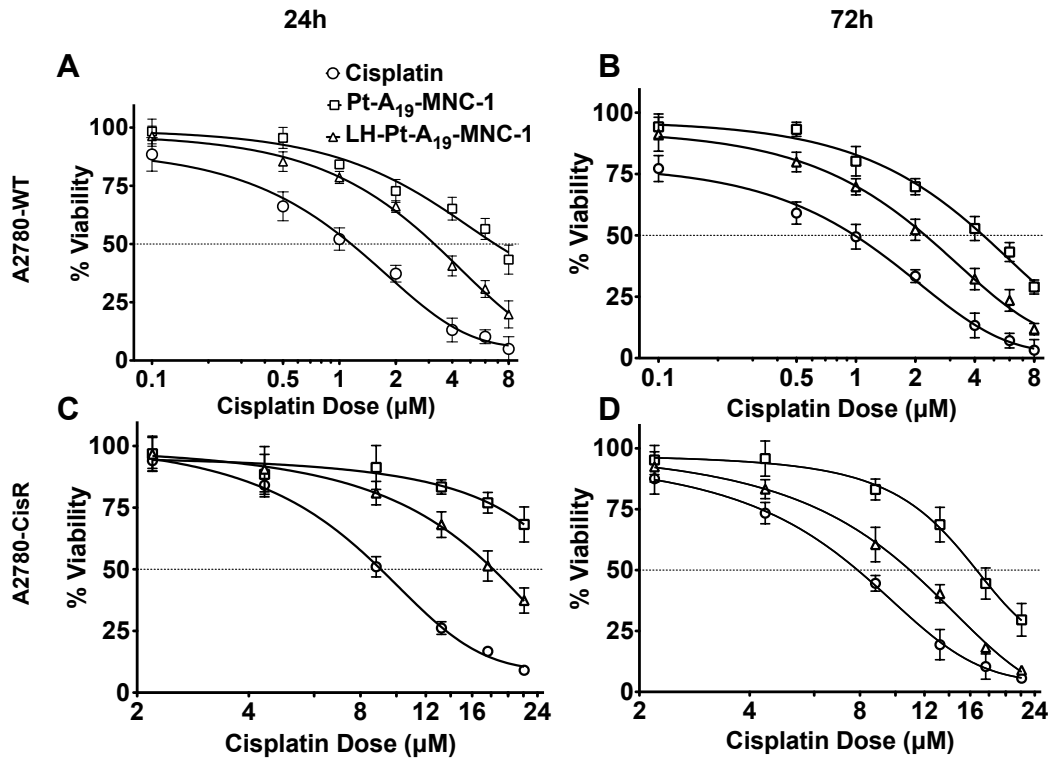 24h
72h
A
Cisplatin
Pt-A₁₉-MNC-1
LH-Pt-A₁₉-MNC-1
A2780-WT
% Viability
100
75
50
25
0
0.1
0.5
1
2
4
8
Cisplatin Dose (µM)
B
% Viability
100
75
50
25
0
0.1
0.5
1
2
4
8
Cisplatin Dose (µM)
C
A2780-CisR
% Viability
100
75
50
25
0
2
4
8
12
16
24
Cisplatin Dose (µM)
D
% Viability
100
75
50
25
0
2
4
8
12
16
24
Cisplatin Dose (µM)